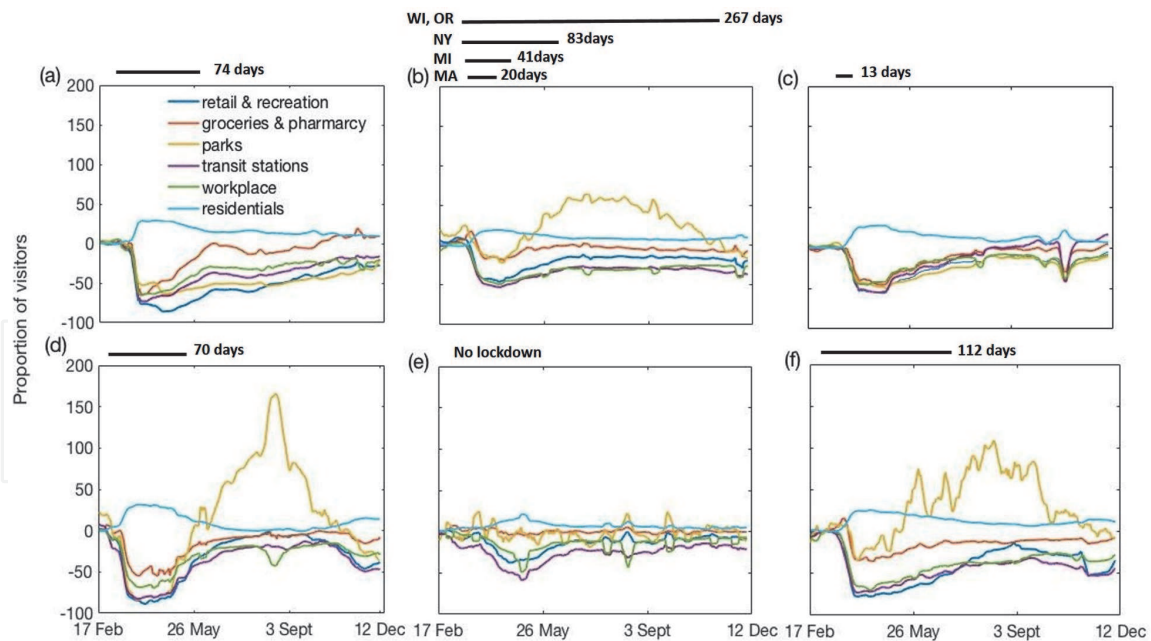 WI, OR 267 days
NY 83days
MI 41days
MA 20days
(a) 74 days
(b)
(c) 13 days
200
150
100
50
0
-50
-100
retail & recreation
groceries & pharmarcy
parks
transit stations
workplace
residentials
Proportion of visitors
(d) 70 days
(e) No lockdown
(f) 112 days
200
150
100
50
0
-50
-100
17 Feb 26 May 3 Sept 12 Dec
17 Feb 26 May 3 Sept 12 Dec
17 Feb 26 May 3 Sept 12 Dec